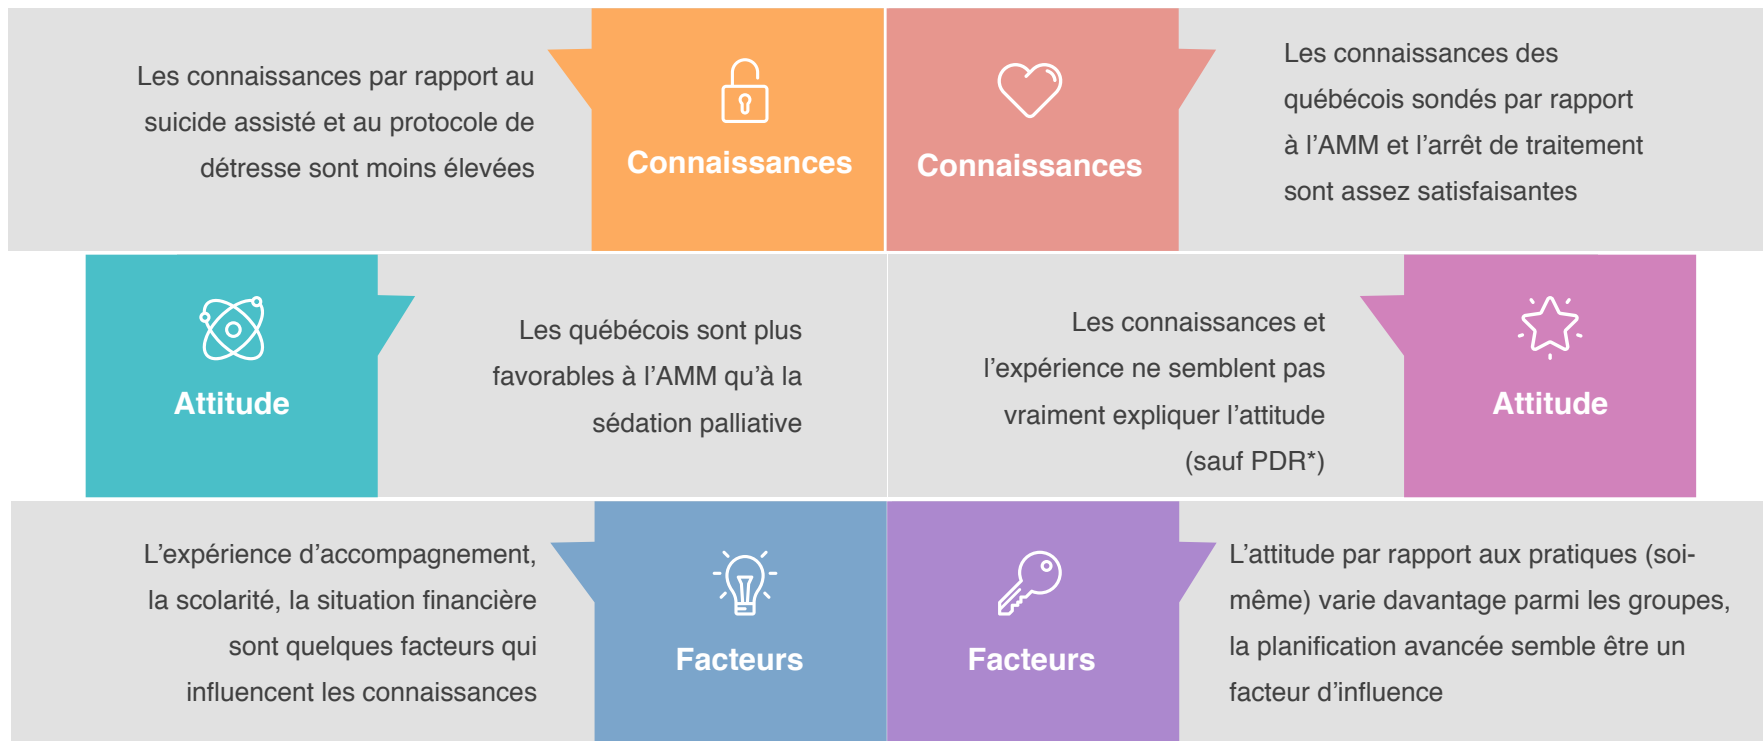 Les connaissances par rapport au
suicide assisté et au protocole de
détresse sont moins élevées
Connaissances
Connaissances
Les connaissances des
québécois sondés par rapport
à l’AMM et l’arrêt de traitement
sont assez satisfaisantes
Attitude
Les québécois sont plus
favorables à l’AMM qu’à la
sédation palliative
Les connaissances et
l’expérience ne semblent pas
vraiment expliquer l’attitude
(sauf PDR*)
Attitude
L’expérience d’accompagnement,
la scolarité, la situation financière
sont quelques facteurs qui
influencent les connaissances
Facteurs
Facteurs
L’attitude par rapport aux pratiques (soi-
même) varie davantage parmi les groupes,
la planification avancée semble être un
facteur d’influence